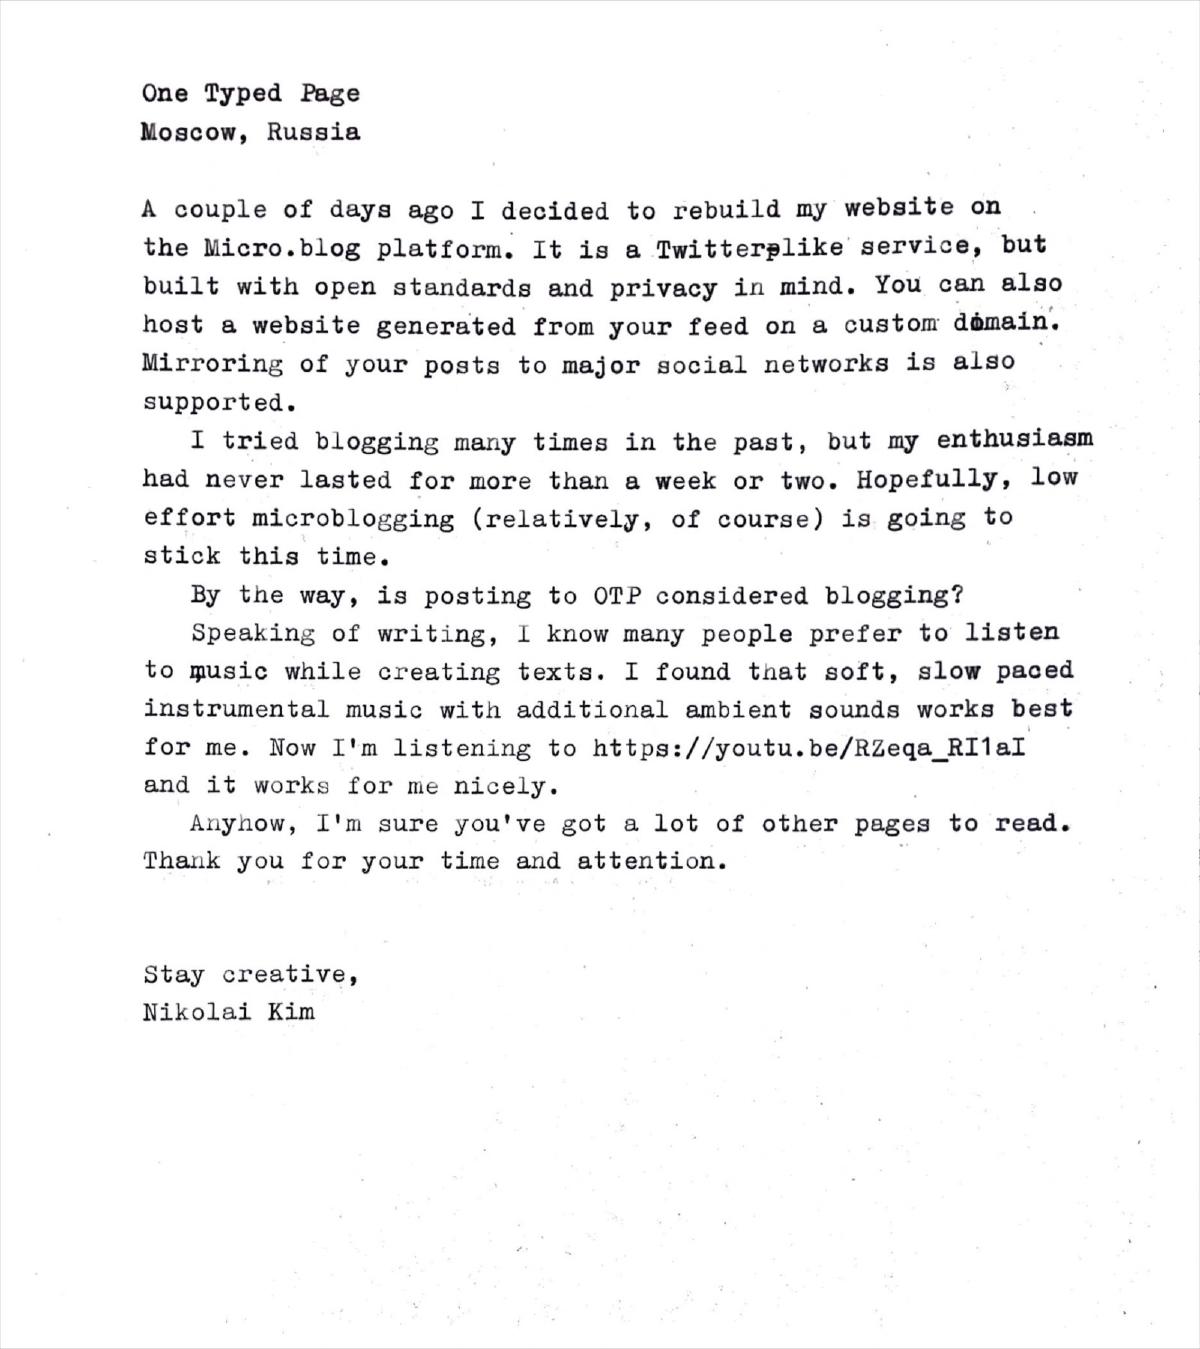 One Typed Page
Moscow, Russia
A couple of days ago I decided to rebuild my website on
the Micro.blog platform. It is a Twitter-like service, but
built with open standards and privacy in mind. You can also
host a website generated from your feed on a custom domain.
Mirroring of your posts to major social networks is also
supported.
I tried blogging many times in the past, but my enthusiasm
had never lasted for more than a week or two. Hopefully, low
effort microblogging (relatively, of course) is going to
stick this time.
By the way, is posting to OTP considered blogging?
Speaking of writing, I know many people prefer to listen
to music while creating texts. I found that soft, slow paced
instrumental music with additional ambient sounds works best
for me. Now I'm listening to https://youtu.be/RZeqa_RI1aI
and it works for me nicely.
Anyhow, I'm sure you've got a lot of other pages to read.
Thank you for your time and attention.
Stay creative,
Nikolai Kim